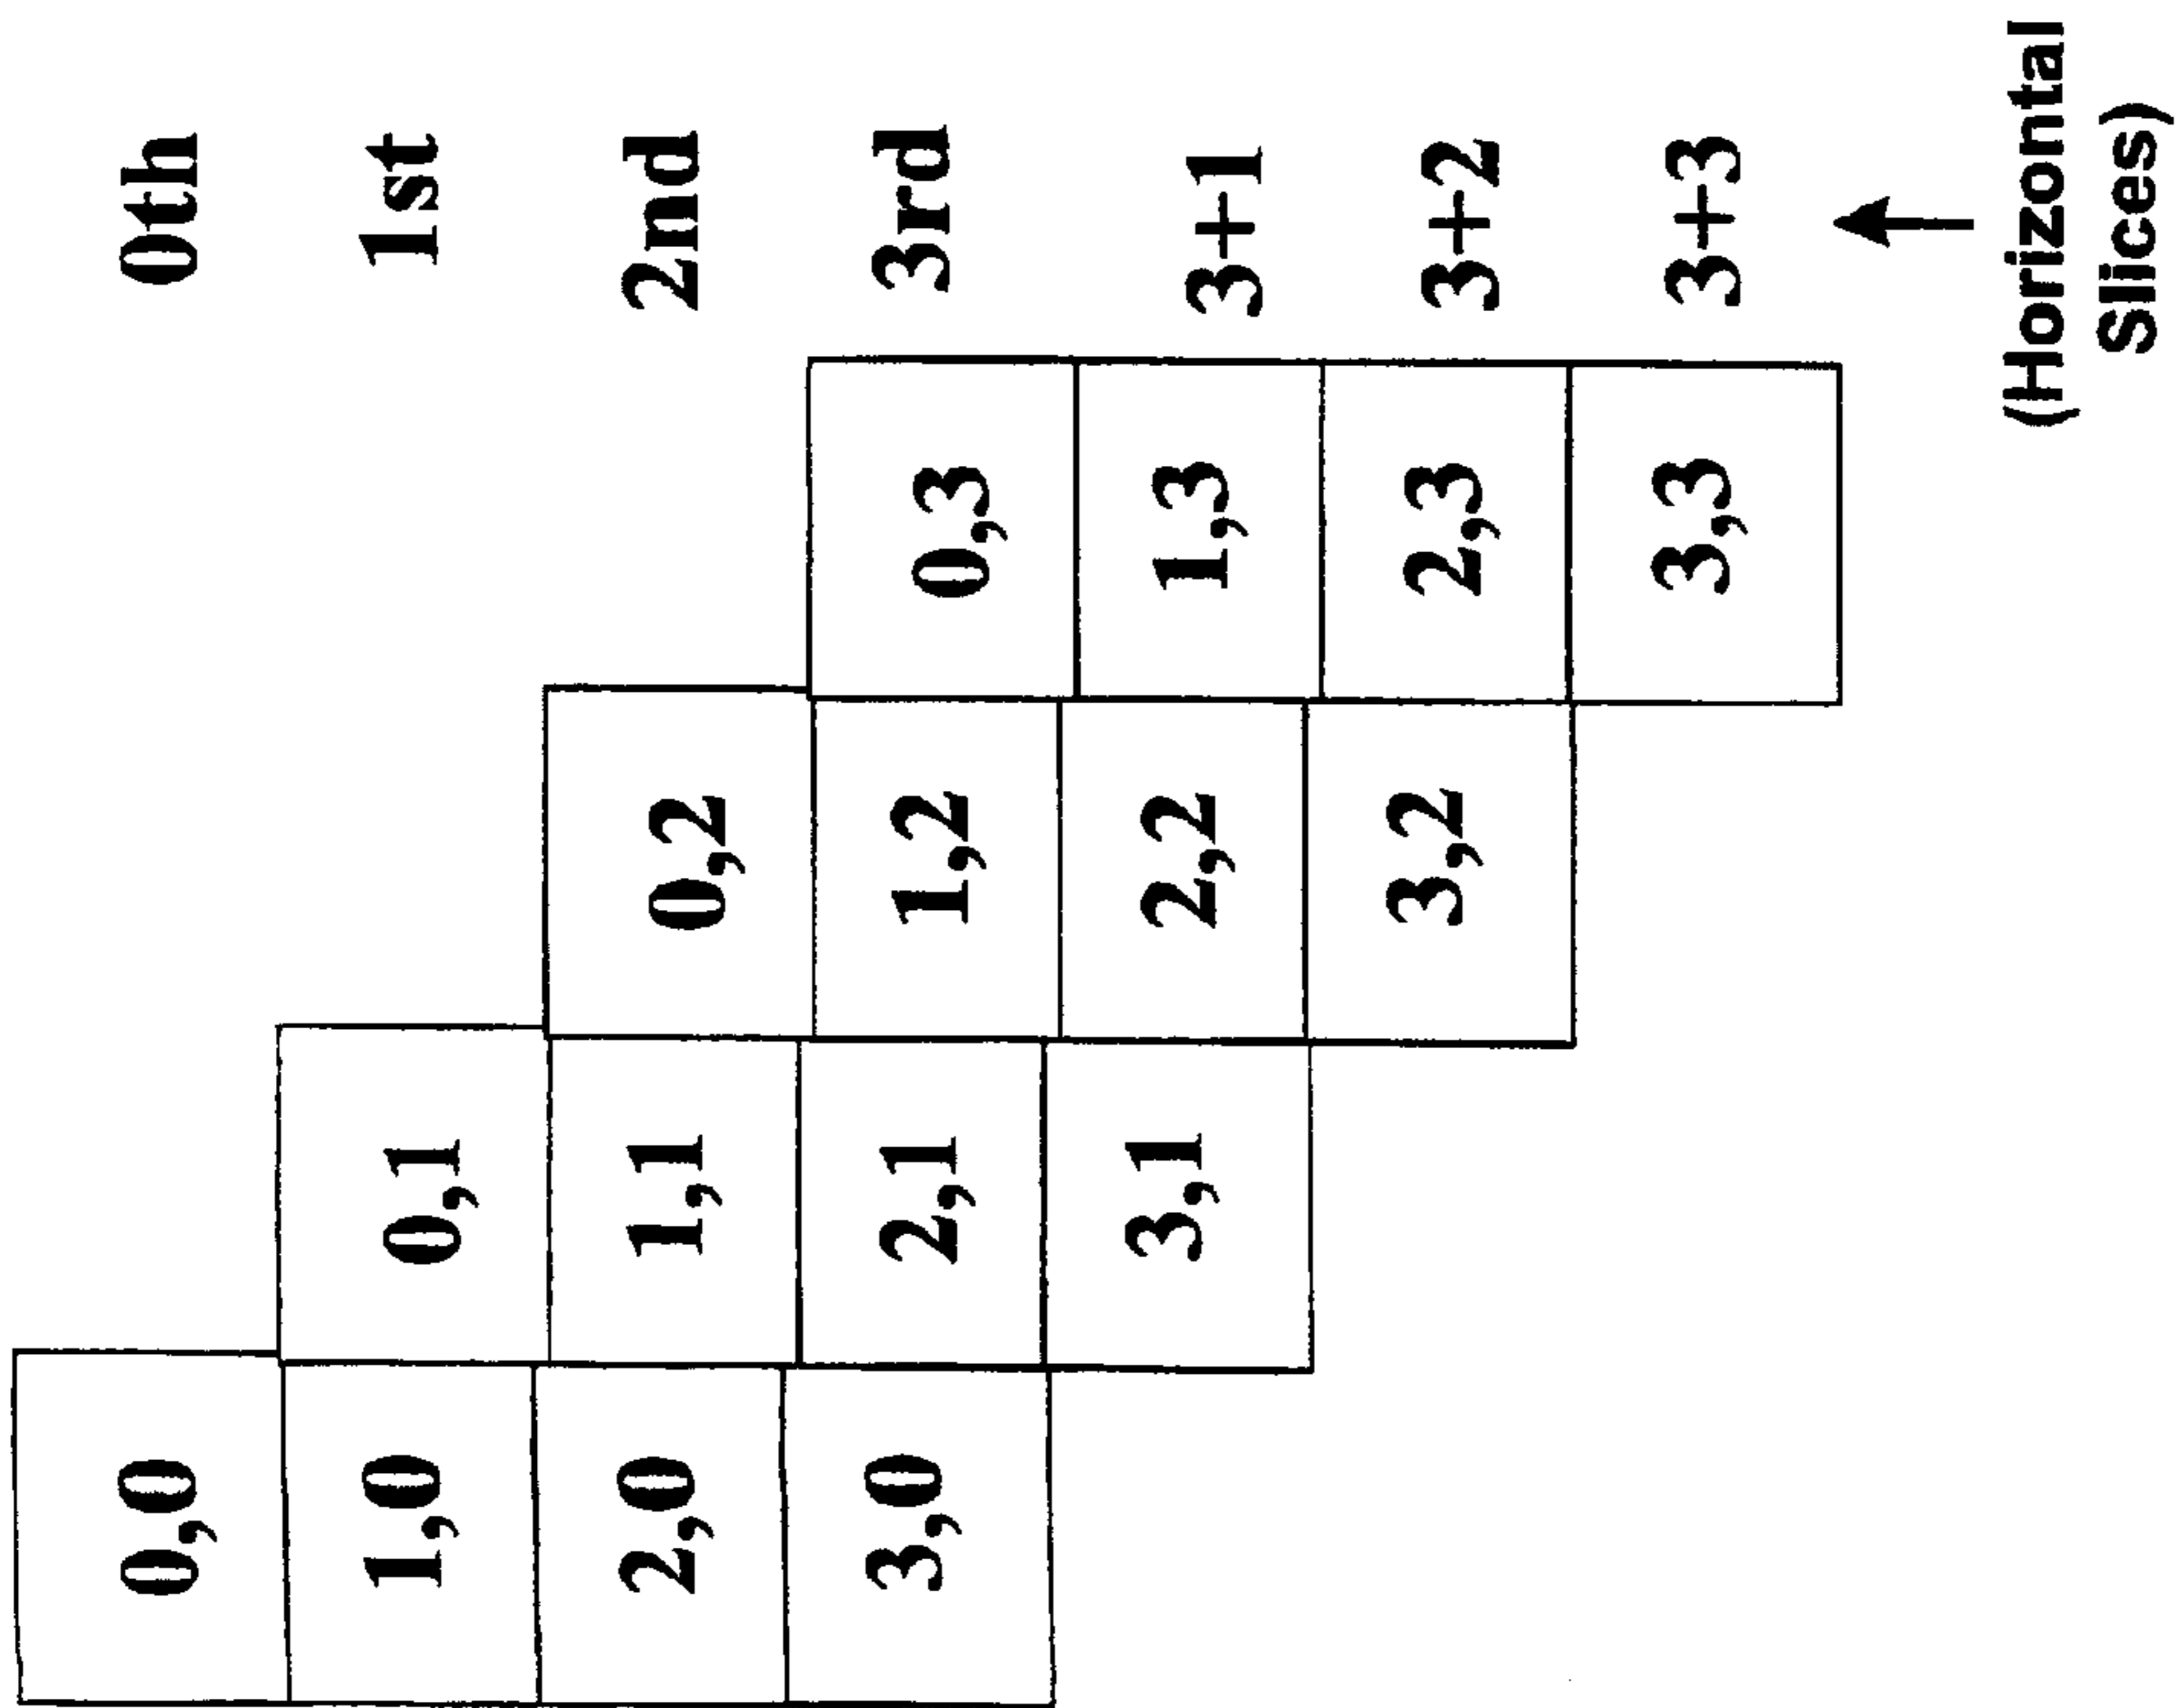 0,0 0th
1,0 0,1 1st
2,0 1,1 0,2 2nd
3,0 2,1 1,2 0,3 3rd
3,1 2,2 1,3 3+1
3,2 2,3 3+2
3,3 3+3
(Horizontal
Slices)